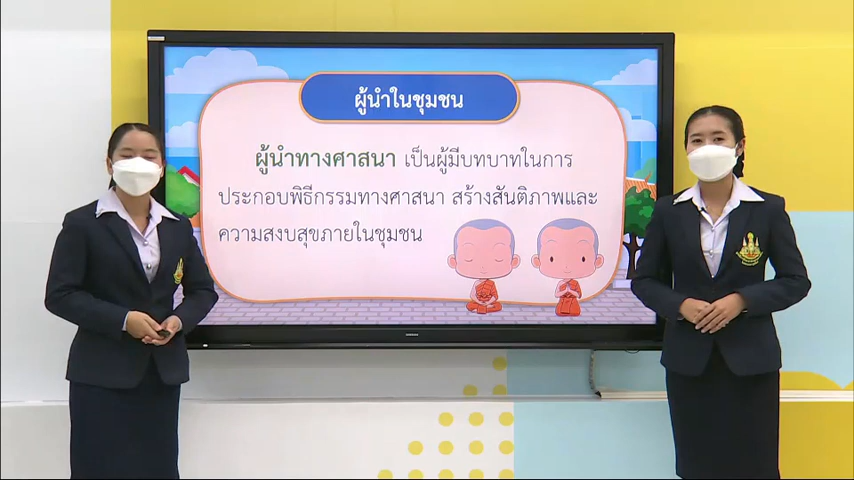 ผู้นำในชุมชน
ผู้นำทางศาสนา เป็นผู้มีบทบาทในการ
ประกอบพิธีกรรมทางศาสนา สร้างสันติภาพและ
ความสงบสุขภายในชุมชน